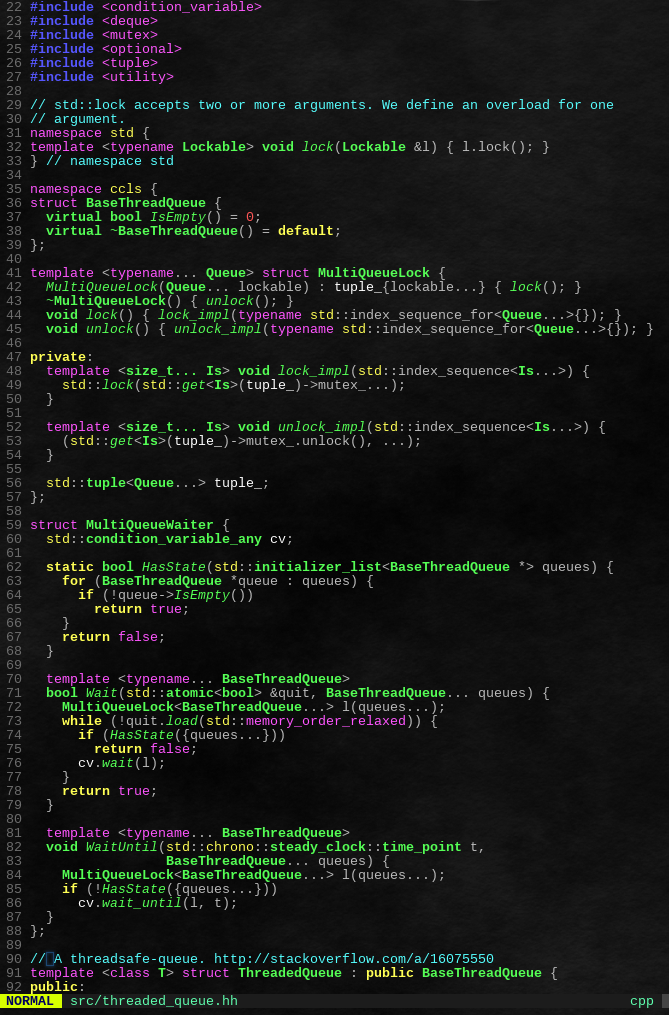 22 #include <condition_variable>
23 #include <deque>
24 #include <mutex>
25 #include <optional>
26 #include <tuple>
27 #include <utility>
28
29 // std::lock accepts two or more arguments. We define an overload for one
30 // argument.
31 namespace std {
32 template <typename Lockable> void lock(Lockable &l) { l.lock(); }
33 } // namespace std
34
35 namespace ccls {
36 struct BaseThreadQueue {
37   virtual bool IsEmpty() = 0;
38   virtual ~BaseThreadQueue() = default;
39 };
40
41 template <typename... Queue> struct MultiQueueLock {
42   MultiQueueLock(Queue... lockable) : tuple_{lockable...} { lock(); }
43   ~MultiQueueLock() { unlock(); }
44   void lock() { lock_impl(typename std::index_sequence_for<Queue...>{}); }
45   void unlock() { unlock_impl(typename std::index_sequence_for<Queue...>{}); }
46
47 private:
48   template <size_t... Is> void lock_impl(std::index_sequence<Is...>) {
49     std::lock(std::get<Is>(tuple_)->mutex_...);
50   }
51
52   template <size_t... Is> void unlock_impl(std::index_sequence<Is...>) {
53     (std::get<Is>(tuple_)->mutex_.unlock(), ...);
54   }
55
56   std::tuple<Queue...> tuple_;
57 };
58
59 struct MultiQueueWaiter {
60   std::condition_variable_any cv;
61
62   static bool HasState(std::initializer_list<BaseThreadQueue *> queues) {
63     for (BaseThreadQueue *queue : queues) {
64       if (!queue->IsEmpty())
65         return true;
66     }
67     return false;
68   }
69
70   template <typename... BaseThreadQueue>
71   bool Wait(std::atomic<bool> &quit, BaseThreadQueue... queues) {
72     MultiQueueLock<BaseThreadQueue...> l(queues...);
73     while (!quit.load(std::memory_order_relaxed)) {
74       if (HasState({queues...}))
75         return false;
76       cv.wait(l);
77     }
78     return true;
79   }
80
81   template <typename... BaseThreadQueue>
82   void WaitUntil(std::chrono::steady_clock::time_point t,
83                  BaseThreadQueue... queues) {
84     MultiQueueLock<BaseThreadQueue...> l(queues...);
85     if (!HasState({queues...}))
86       cv.wait_until(l, t);
87   }
88 };
89
90 // A threadsafe-queue. http://stackoverflow.com/a/16075550
91 template <class T> struct ThreadedQueue : public BaseThreadQueue {
92 public:
NORMAL src/threaded_queue.hh cpp